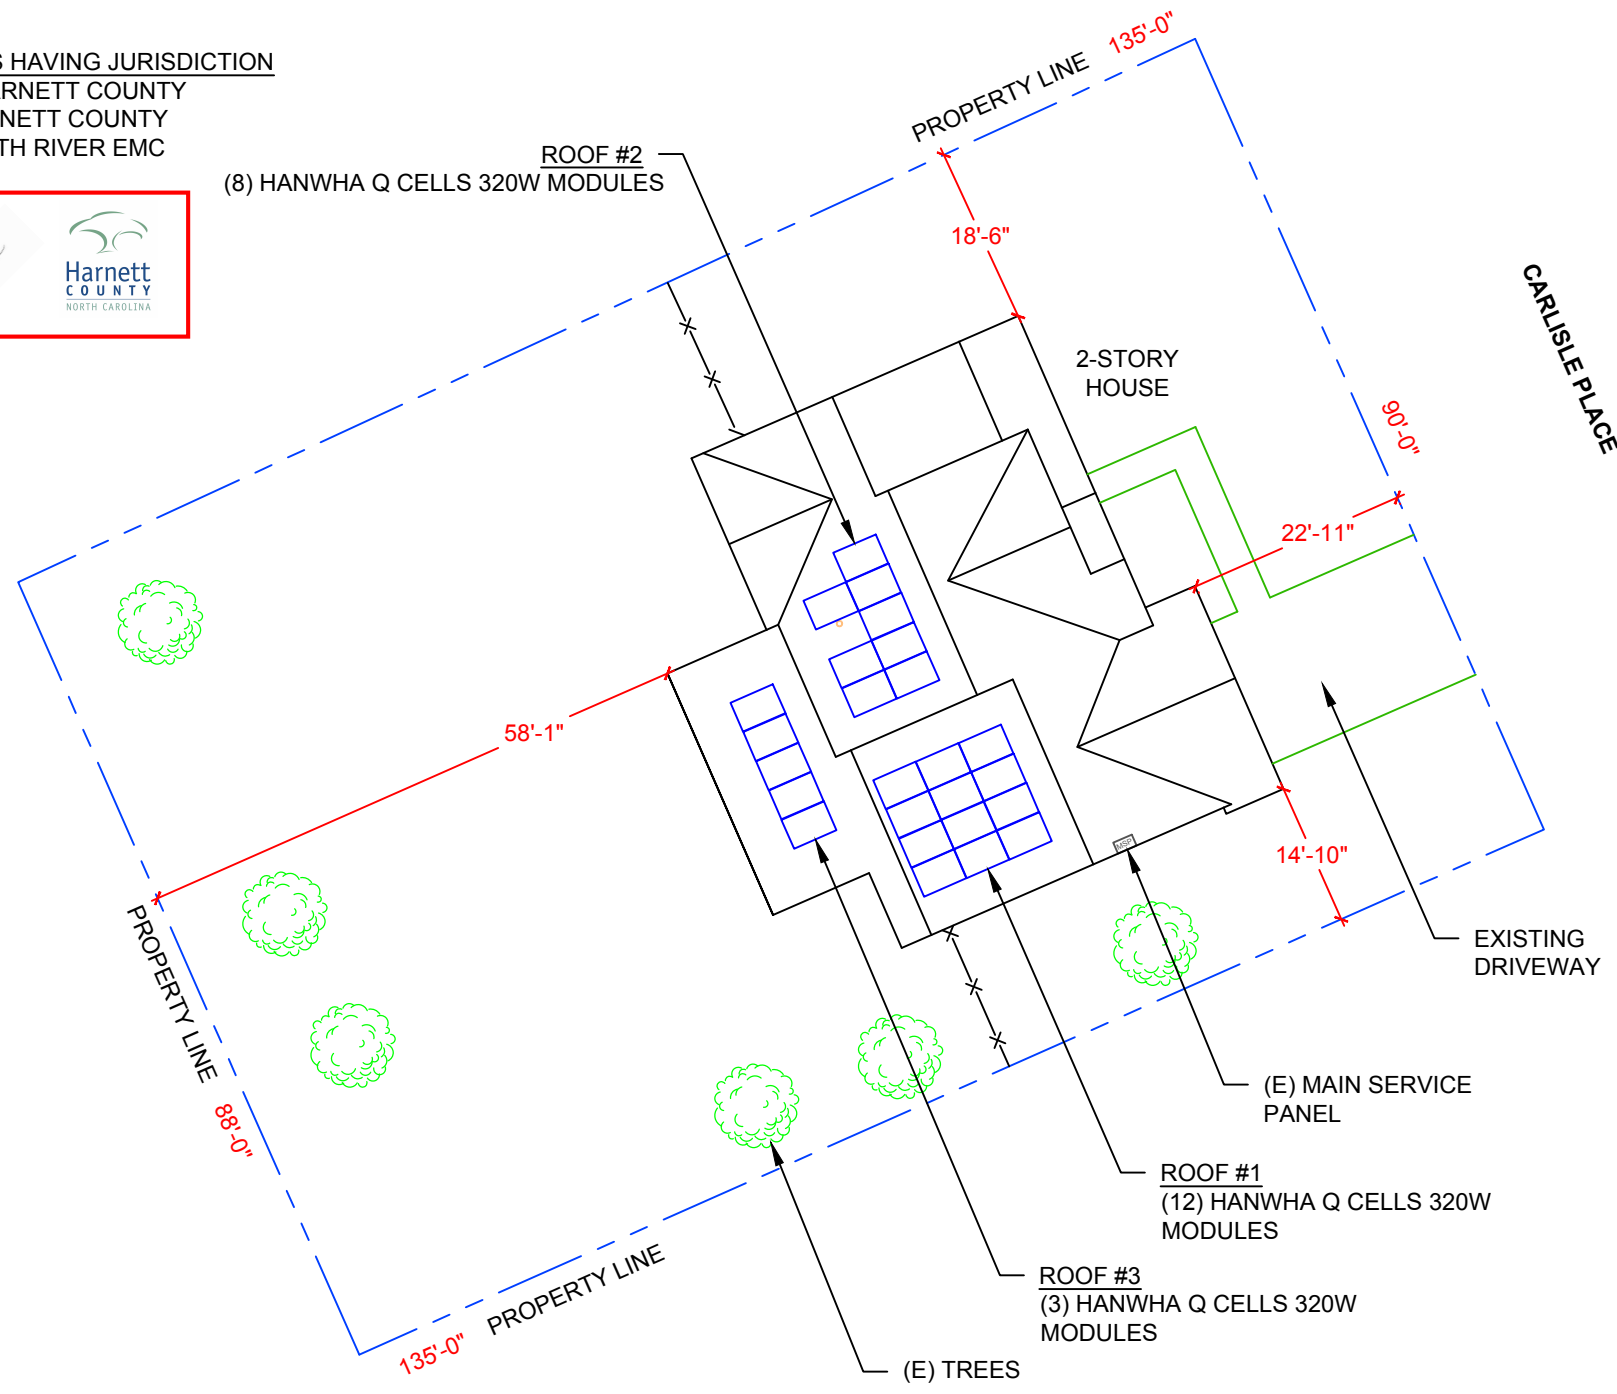 HAVING JURISDICTION
HARNETT COUNTY
COUNTY
RIVER EMC
Harnett
COUNTY
NORTH CAROLINA
ROOF #2
(8) HANWHA Q CELLS 320W MODULES
PROPERTY LINE
135'-0"
18'-6"
2-STORY
HOUSE
CARLISLE PLACE
90'-0"
22'-11"
58'-1"
MSP
14'-10"
EXISTING
DRIVEWAY
PROPERTY LINE
88'-0"
(E) MAIN SERVICE
PANEL
ROOF #1
(12) HANWHA Q CELLS 320W
MODULES
ROOF #3
(3) HANWHA Q CELLS 320W
MODULES
PROPERTY LINE
135'-0"
(E) TREES